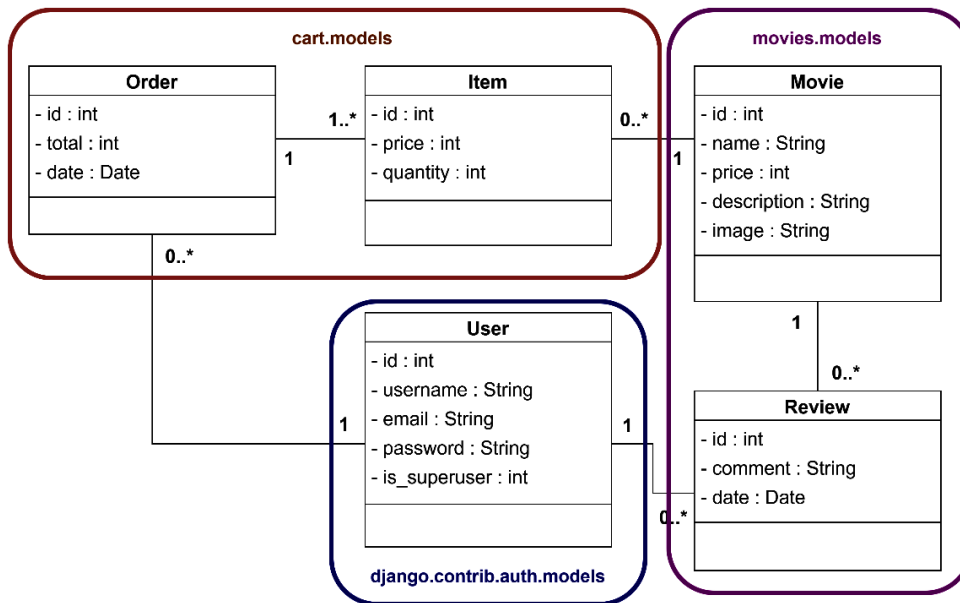 cart.models
Order
- id : int
- total : int
- date : Date
1
1..*
Item
- id : int
- price : int
- quantity : int
0..*
1
movies.models
Movie
- id : int
- name : String
- price : int
- description : String
- image : String
0..*
1
User
- id : int
- username : String
- email : String
- password : String
- is_superuser : int
1
django.contrib.auth.models
1
0..*
1
0..*
Review
- id : int
- comment : String
- date : Date